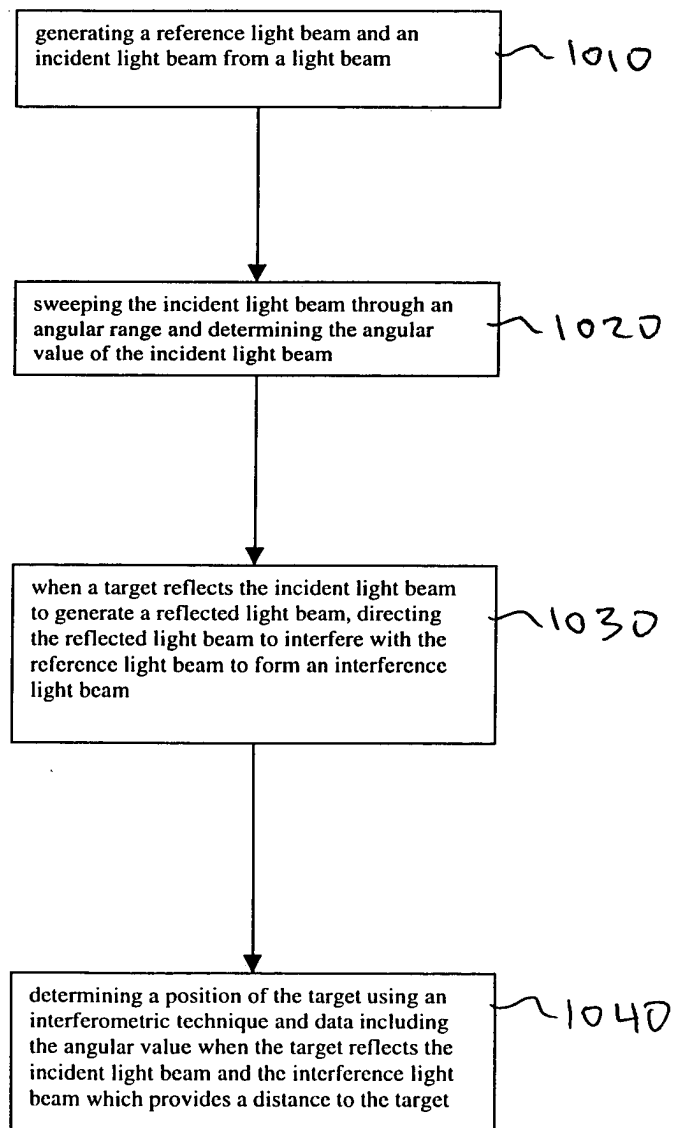 generating a reference light beam and an
incident light beam from a light beam
1010
sweeping the incident light beam through an
angular range and determining the angular
value of the incident light beam
1020
when a target reflects the incident light beam
to generate a reflected light beam, directing
the reflected light beam to interfere with the
reference light beam to form an interference
light beam
1030
determining a position of the target using an
interferometric technique and data including
the angular value when the target reflects the
incident light beam and the interference light
beam which provides a distance to the target
1040